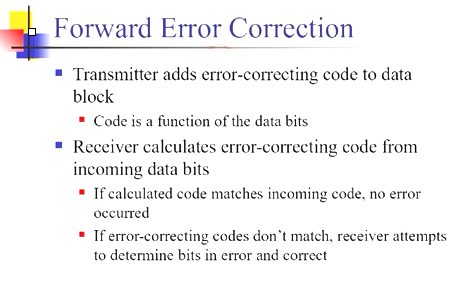 Forward Error Correction
Transmitter adds error-correcting code to data
block
Code is a function of the data bits
Receiver calculates error-correcting code from
incoming data bits
If calculated code matches incoming code, no error
occurred
If error-correcting codes don't match, receiver attempts
to determine bits in error and correct